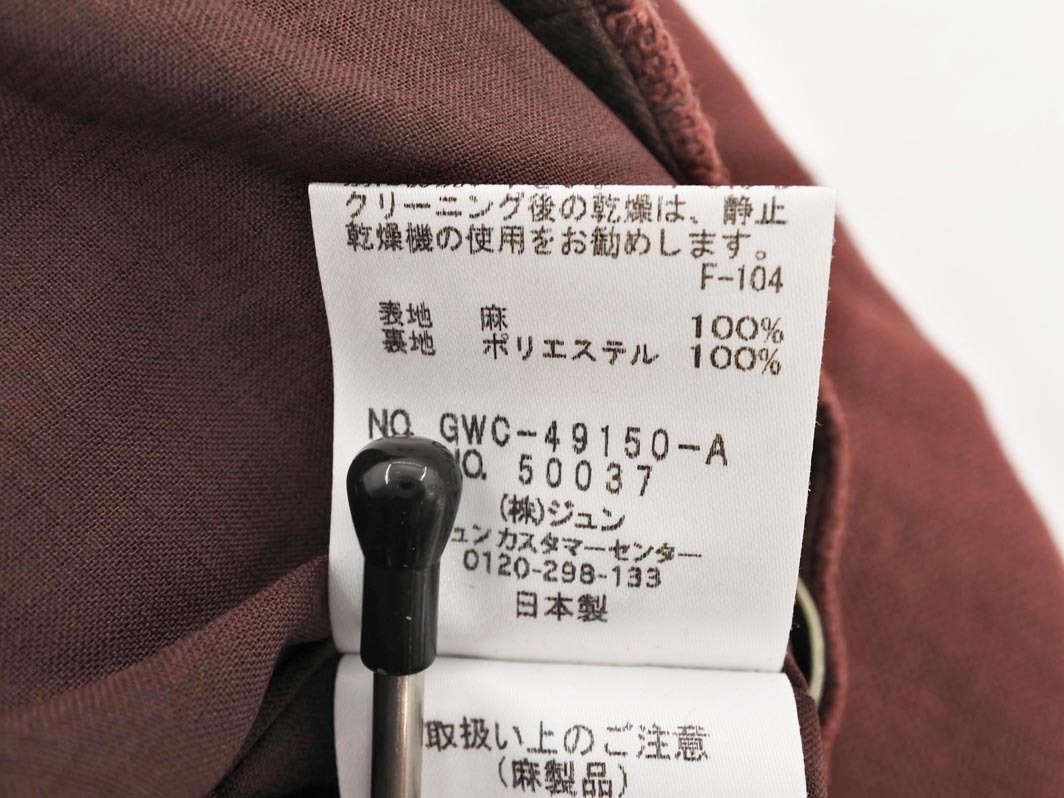 クリーニング後の乾燥は、静止
乾燥機の使用をお勧めします。
F-104
表地 麻 100%
裏地 ポリエステル 100%
NO. GWC-49150-A
NO. 50037
(株)ジュン
ュンカスタマーセンター
0120-298-133
日本製
取扱い上のご注意
(麻製品)